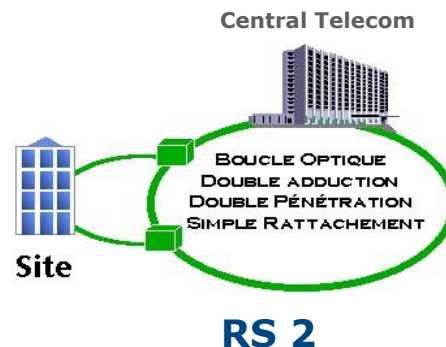 Central Telecom
BOUCLE OPTIQUE
DOUBLE ADDUCTION
DOUBLE PÉNÉTRATION
SIMPLE RATTACHEMENT
Site
RS 2